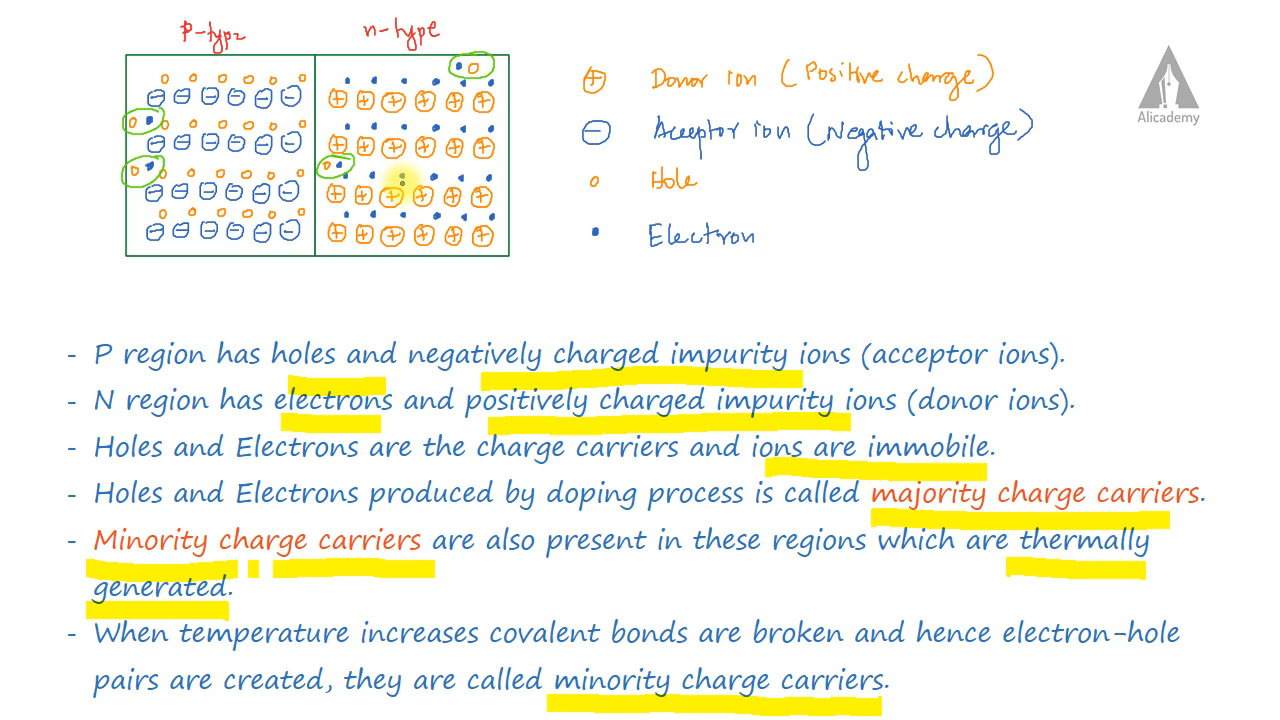 P-type n-type
+ Donor ion (Positive charge)
Alicademy
− Acceptor ion (Negative charge)
Hole
Electron
- P region has holes and negatively charged impurity ions (acceptor ions).
- N region has electrons and positively charged impurity ions (donor ions).
- Holes and Electrons are the charge carriers and ions are immobile.
- Holes and Electrons produced by doping process is called majority charge carriers.
- Minority charge carriers are also present in these regions which are thermally
generated.
- When temperature increases covalent bonds are broken and hence electron-hole
pairs are created, they are called minority charge carriers.